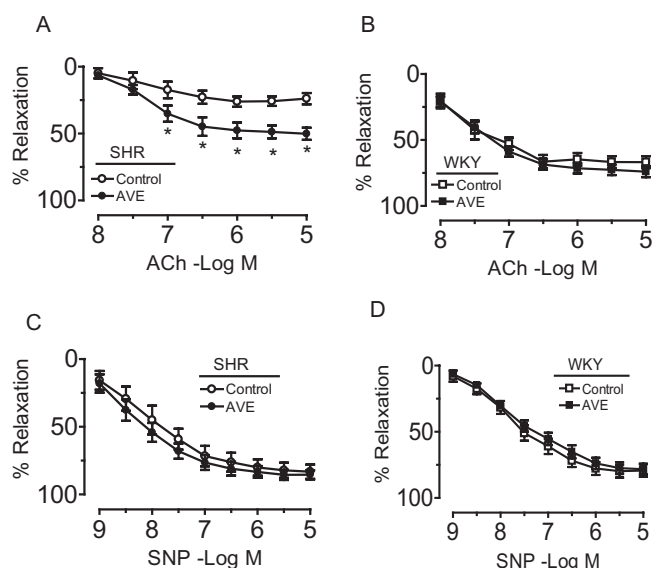 A
0
50
100
% Relaxation
* * * * *
SHR
Control
AVE
8 7 6 5
ACh -Log M
B
0
50
100
% Relaxation
WKY
Control
AVE
8 7 6 5
ACh -Log M
C
0
50
100
% Relaxation
SHR
Control
AVE
9 8 7 6 5
SNP -Log M
D
0
50
100
% Relaxation
WKY
Control
AVE
9 8 7 6 5
SNP -Log M